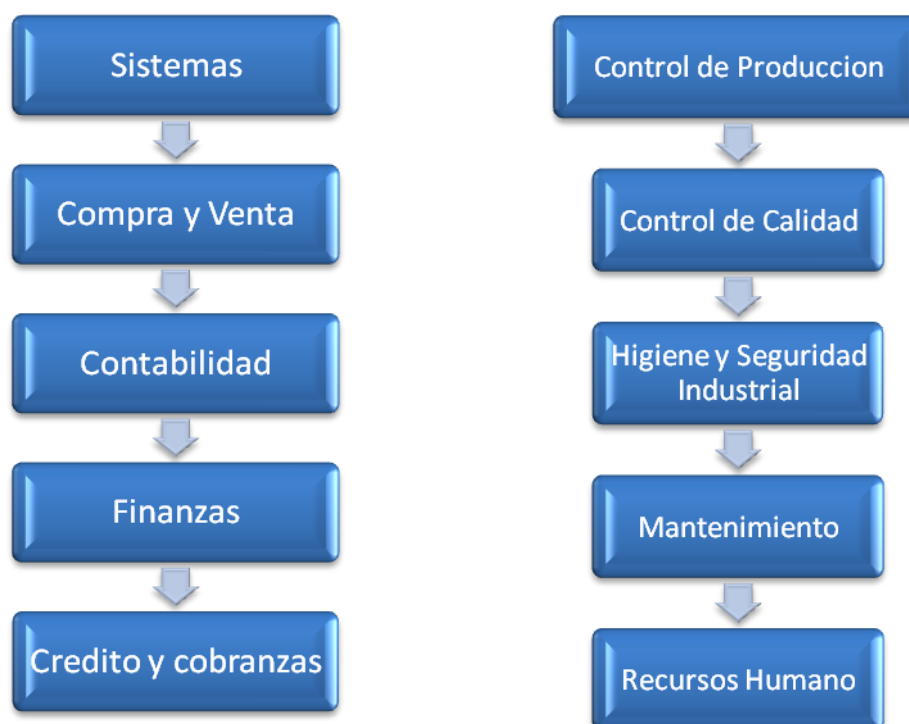 Sistemas
Compra y Venta
Contabilidad
Finanzas
Credito y cobranzas
Control de Produccion
Control de Calidad
Higiene y Seguridad
Industrial
Mantenimiento
Recursos Humano